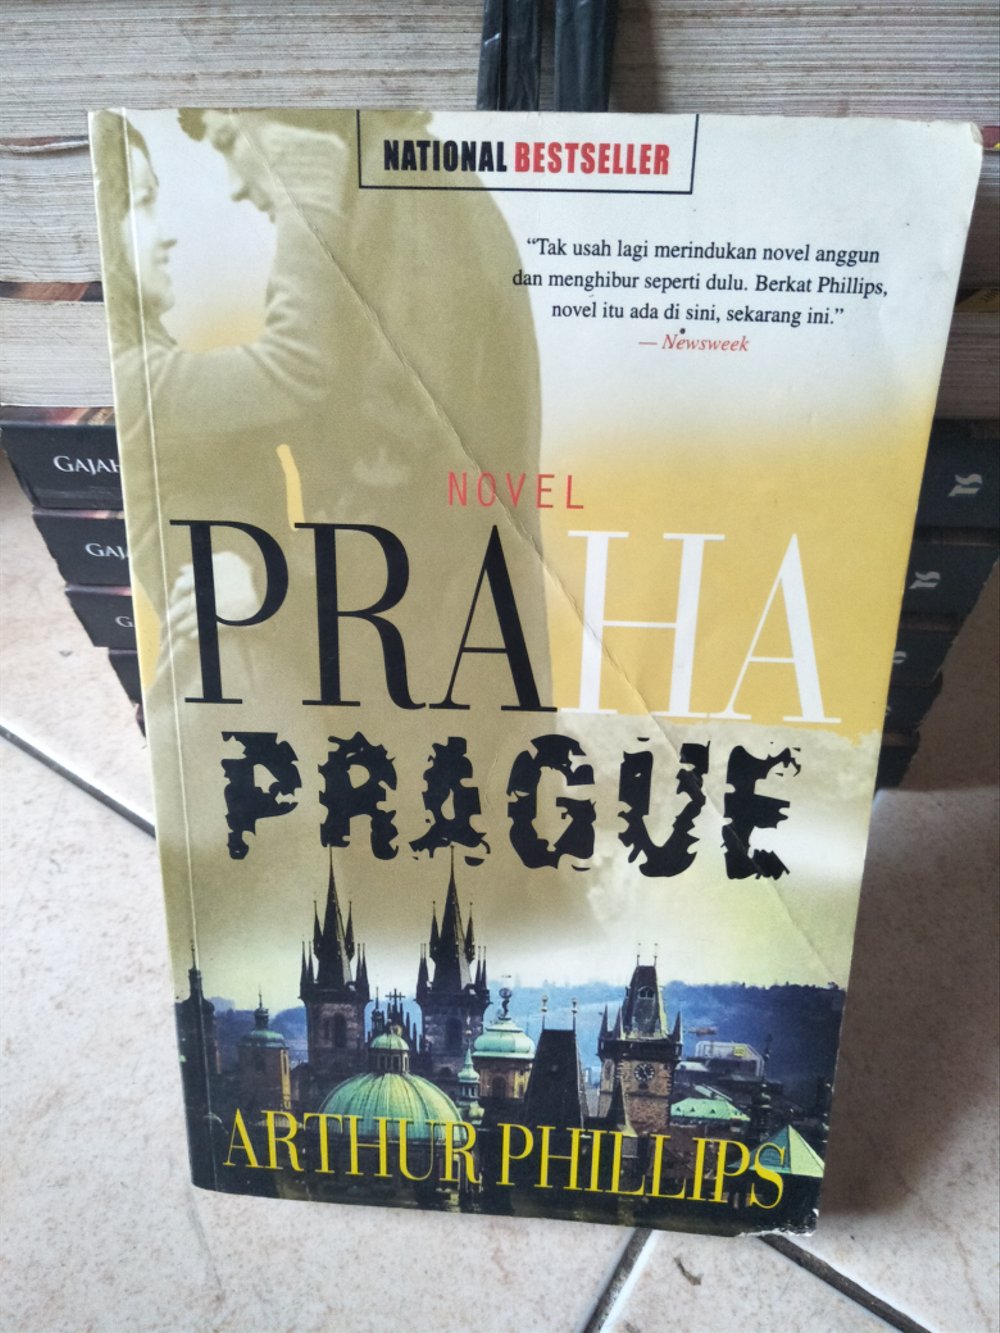 NATIONAL BESTSELLER
“Tak usah lagi merindukan novel anggun
dan menghibur seperti dulu. Berkat Phillips,
novel itu ada di sini, sekarang ini.”
— Newsweek
NOVEL
PRAHA
PRAGUE
ARTHUR PHILLIPS